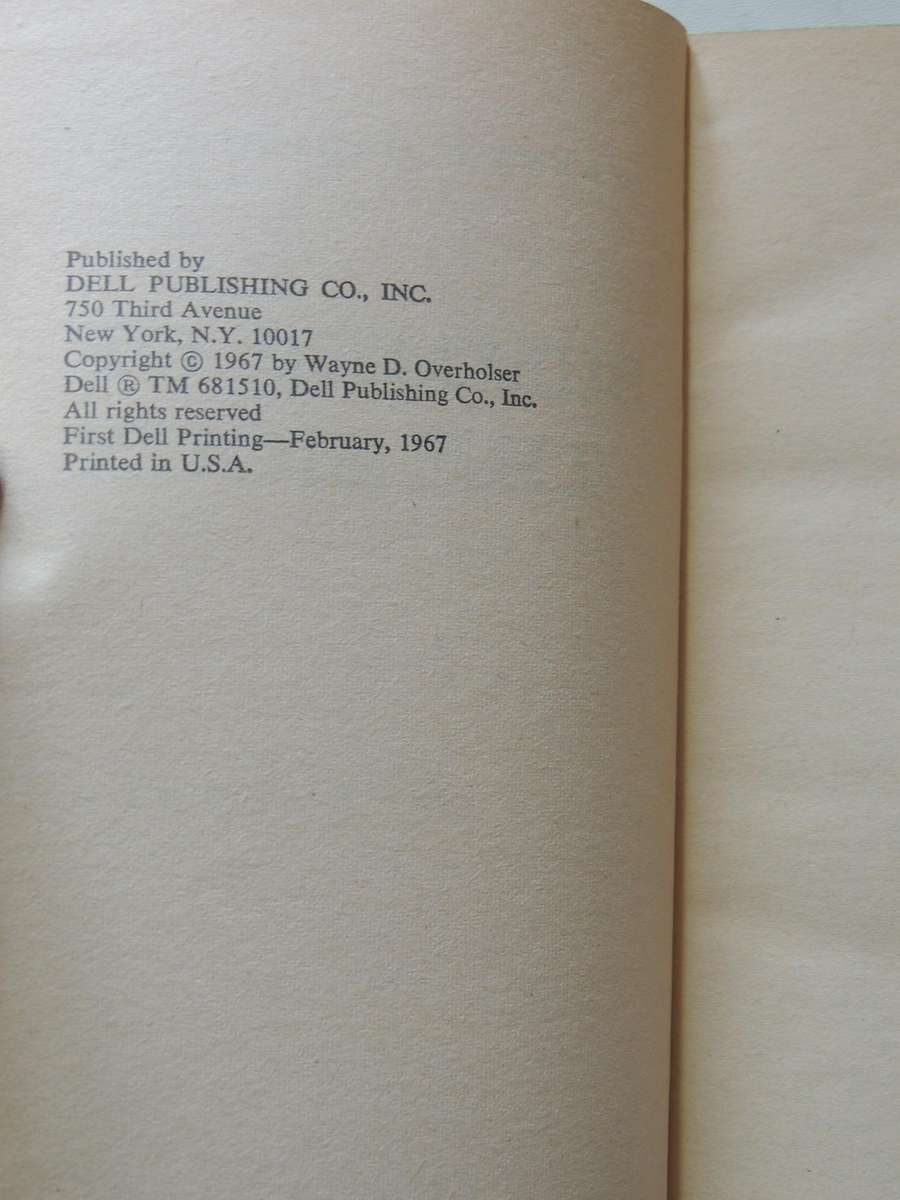 Published by
DELL PUBLISHING CO., INC.
750 Third Avenue
New York, N.Y. 10017
Copyright © 1967 by Wayne D. Overholser
Dell ® TM 681510, Dell Publishing Co., Inc.
All rights reserved
First Dell Printing—February, 1967
Printed in U.S.A.